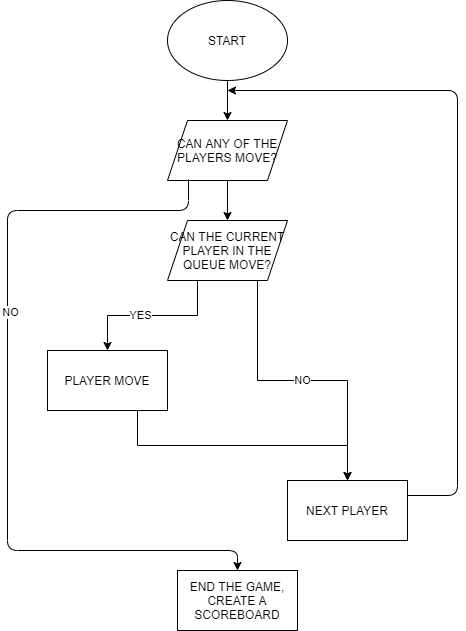 START
CAN ANY OF THE
PLAYERS MOVE?
CAN THE CURRENT
PLAYER IN THE
QUEUE MOVE?
NO
YES
PLAYER MOVE
NO
NEXT PLAYER
END THE GAME,
CREATE A
SCOREBOARD